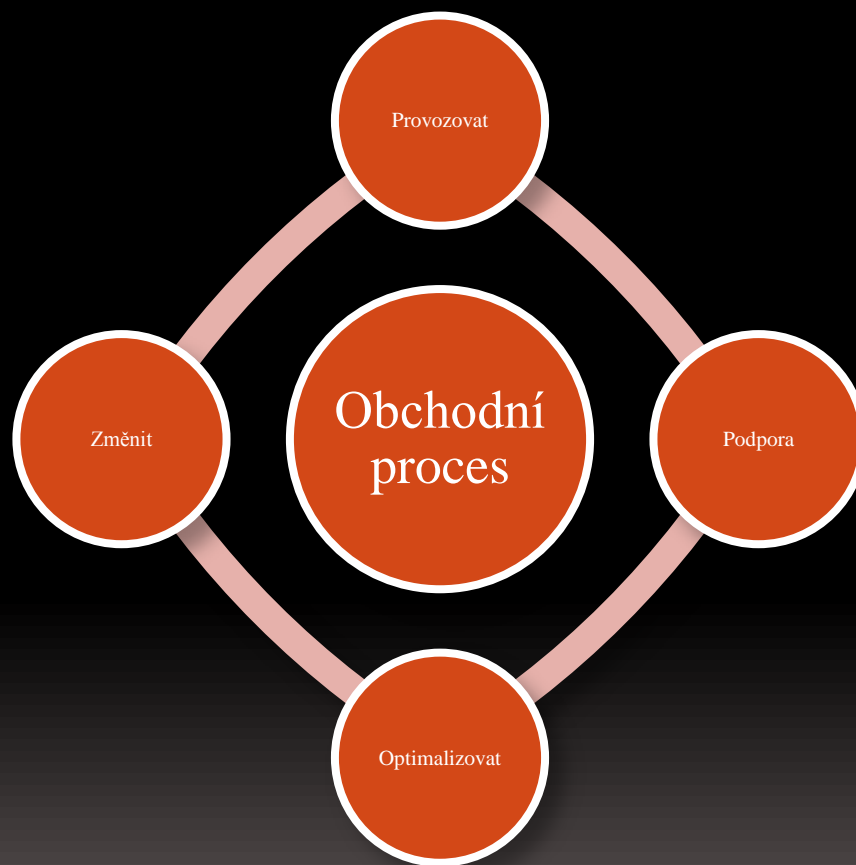 Provozovat
Změnit
Obchodní
proces
Podpora
Optimalizovat